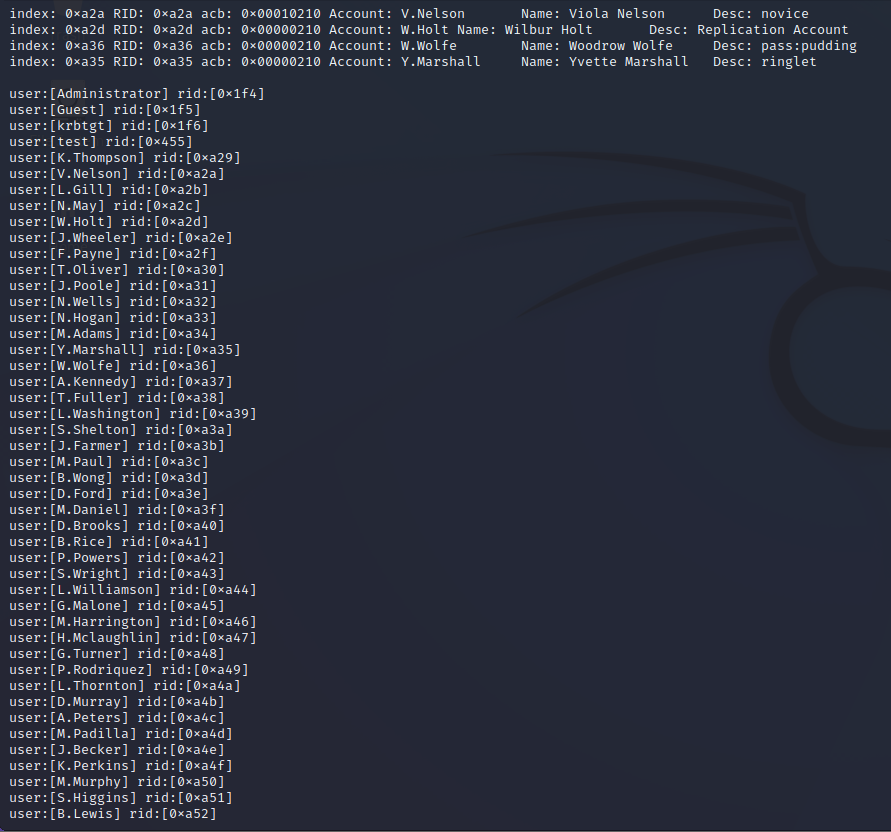 index: 0xa2a RID: 0xa2a acb: 0x00010210 Account: V.Nelson Name: Viola Nelson Desc: novice
index: 0xa2d RID: 0xa2d acb: 0x00000210 Account: W.Holt Name: Wilbur Holt Desc: Replication Account
index: 0xa36 RID: 0xa36 acb: 0x00000210 Account: W.Wolfe Name: Woodrow Wolfe Desc: pass:pudding
index: 0xa35 RID: 0xa35 acb: 0x00000210 Account: Y.Marshall Name: Yvette Marshall Desc: ringlet
user:[Administrator] rid:[0x1f4]
user:[Guest] rid:[0x1f5]
user:[krbtgt] rid:[0x1f6]
user:[test] rid:[0x455]
user:[K.Thompson] rid:[0xa29]
user:[V.Nelson] rid:[0xa2a]
user:[L.Gill] rid:[0xa2b]
user:[N.May] rid:[0xa2c]
user:[W.Holt] rid:[0xa2d]
user:[J.Wheeler] rid:[0xa2e]
user:[F.Payne] rid:[0xa2f]
user:[T.Oliver] rid:[0xa30]
user:[J.Poole] rid:[0xa31]
user:[N.Wells] rid:[0xa32]
user:[N.Hogan] rid:[0xa33]
user:[M.Adams] rid:[0xa34]
user:[Y.Marshall] rid:[0xa35]
user:[W.Wolfe] rid:[0xa36]
user:[A.Kennedy] rid:[0xa37]
user:[T.Fuller] rid:[0xa38]
user:[L.Washington] rid:[0xa39]
user:[S.Shelton] rid:[0xa3a]
user:[J.Farmer] rid:[0xa3b]
user:[M.Paul] rid:[0xa3c]
user:[B.Wong] rid:[0xa3d]
user:[D.Ford] rid:[0xa3e]
user:[M.Daniel] rid:[0xa3f]
user:[D.Brooks] rid:[0xa40]
user:[B.Rice] rid:[0xa41]
user:[P.Powers] rid:[0xa42]
user:[S.Wright] rid:[0xa43]
user:[L.Williamson] rid:[0xa44]
user:[G.Malone] rid:[0xa45]
user:[M.Harrington] rid:[0xa46]
user:[H.Mclaughlin] rid:[0xa47]
user:[G.Turner] rid:[0xa48]
user:[P.Rodriquez] rid:[0xa49]
user:[L.Thornton] rid:[0xa4a]
user:[D.Murray] rid:[0xa4b]
user:[A.Peters] rid:[0xa4c]
user:[M.Padilla] rid:[0xa4d]
user:[J.Becker] rid:[0xa4e]
user:[K.Perkins] rid:[0xa4f]
user:[M.Murphy] rid:[0xa50]
user:[S.Higgins] rid:[0xa51]
user:[B.Lewis] rid:[0xa52]